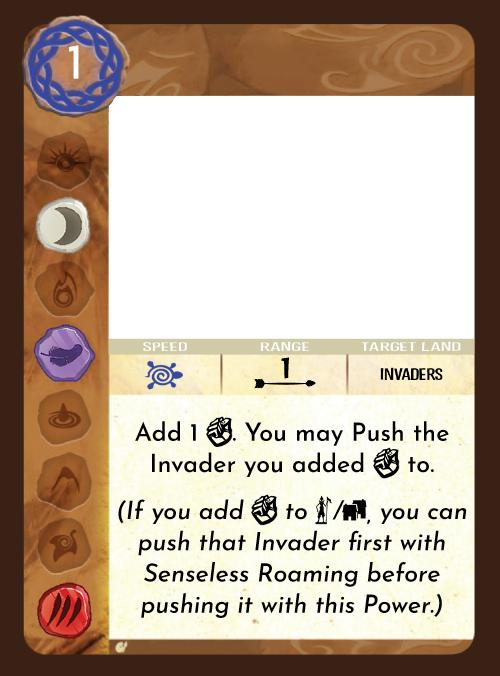 1
SPEED RANGE TARGET LAND
1 INVADERS
Add 1 . You may Push the
Invader you added to.
(If you add to / , you can
push that Invader first with
Senseless Roaming before
pushing it with this Power.)